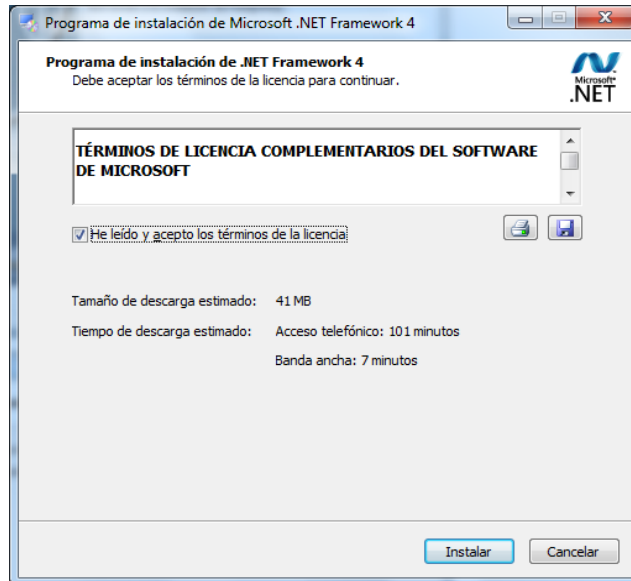 Programa de instalación de Microsoft .NET Framework 4
Programa de instalación de .NET Framework 4
Debe aceptar los términos de la licencia para continuar.
Microsoft®
.NET
TÉRMINOS DE LICENCIA COMPLEMENTARIOS DEL SOFTWARE
DE MICROSOFT
He leído y acepto los términos de la licencia
Tamaño de descarga estimado: 41 MB
Tiempo de descarga estimado: Acceso telefónico: 101 minutos
Banda ancha: 7 minutos
Instalar Cancelar